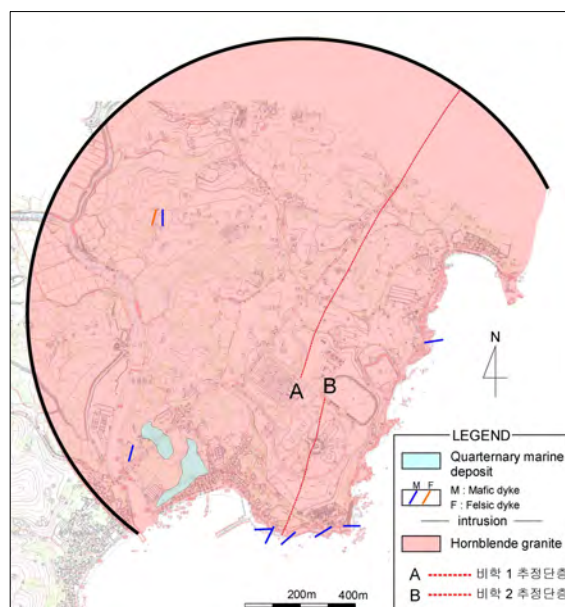 A
B
N
LEGEND
Quarternary marine
deposit
M F
M : Mafic dyke
F : Felsic dyke
intrusion
Hornblende granite
A 비학 1 추정단층
B 비학 2 추정단층
200m 400m